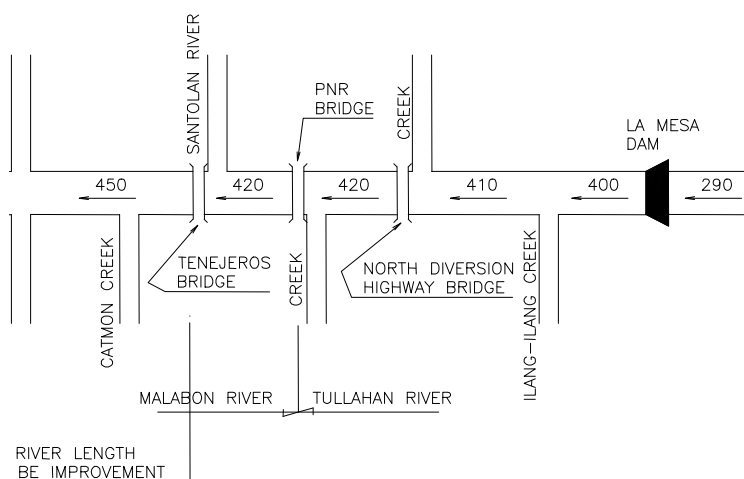 SANTOLAN RIVER
PNR
BRIDGE
CREEK
LA MESA
DAM
450
420
420
410
400
290
CATMON CREEK
TENEJEROS
BRIDGE
CREEK
NORTH DIVERSION
HIGHWAY BRIDGE
ILANG-ILANG CREEK
MALABON RIVER
TULLAHAN RIVER
RIVER LENGTH
BE IMPROVEMENT